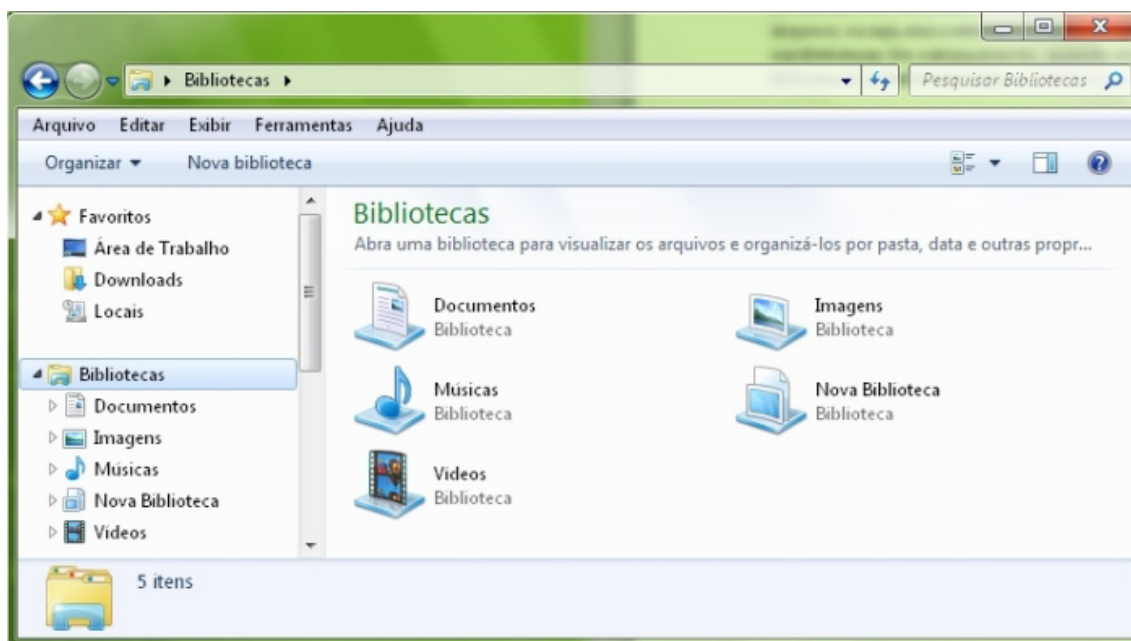 Bibliotecas
Pesquisar Bibliotecas
Arquivo Editar Exibir Ferramentas Ajuda
Organizar Nova biblioteca
Favoritos
Área de Trabalho
Downloads
Locais
Bibliotecas
Documentos
Imagens
Músicas
Nova Biblioteca
Vídeos
Bibliotecas
Abra uma biblioteca para visualizar os arquivos e organizá-los por pasta, data e outras propr...
Documentos
Biblioteca
Imagens
Biblioteca
Músicas
Biblioteca
Nova Biblioteca
Biblioteca
Vídeos
Biblioteca
5 itens